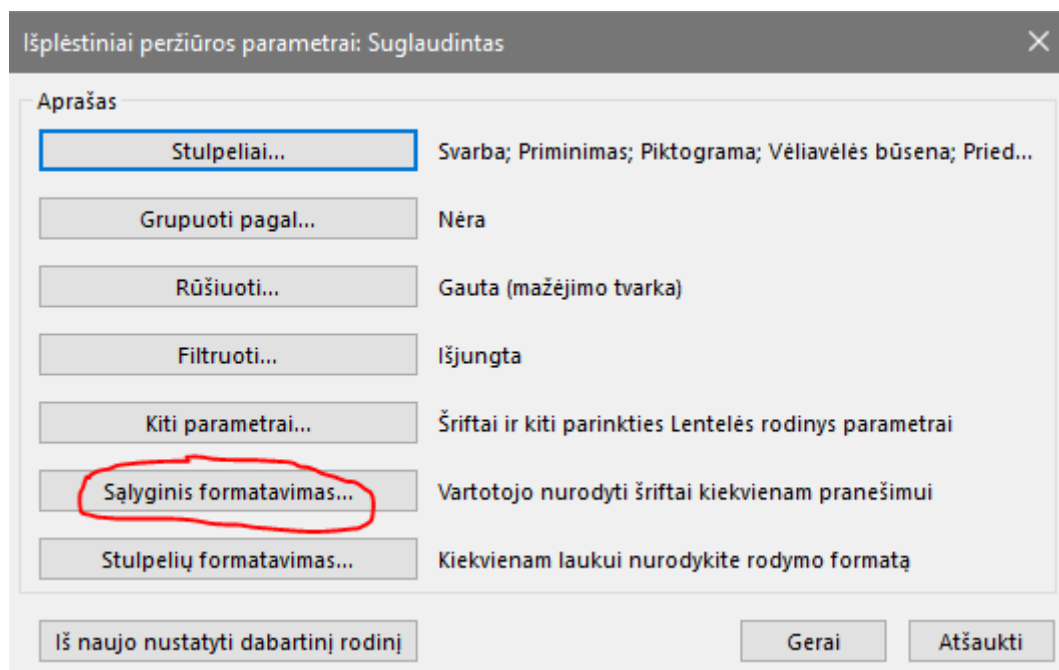 Išplėstiniai peržiūros parametrai: Suglaudintas
Aprašas
Stulpeliai... Svarba; Priminimas; Piktograma; Vėliavėlės būsena; Pried...
Grupuoti pagal... Nėra
Rūšiuoti... Gauta (mažėjimo tvarka)
Filtruoti... Išjungta
Kiti parametrai... Šriftai ir kiti parinkties Lentelės rodinys parametrai
Sąlyginis formatavimas... Vartotojo nurodyti šriftai kiekvienam pranešimui
Stulpelių formatavimas... Kiekvienam laukui nurodykite rodymo formatą
Iš naujo nustatyti dabartinį rodinį Gerai Atšaukti